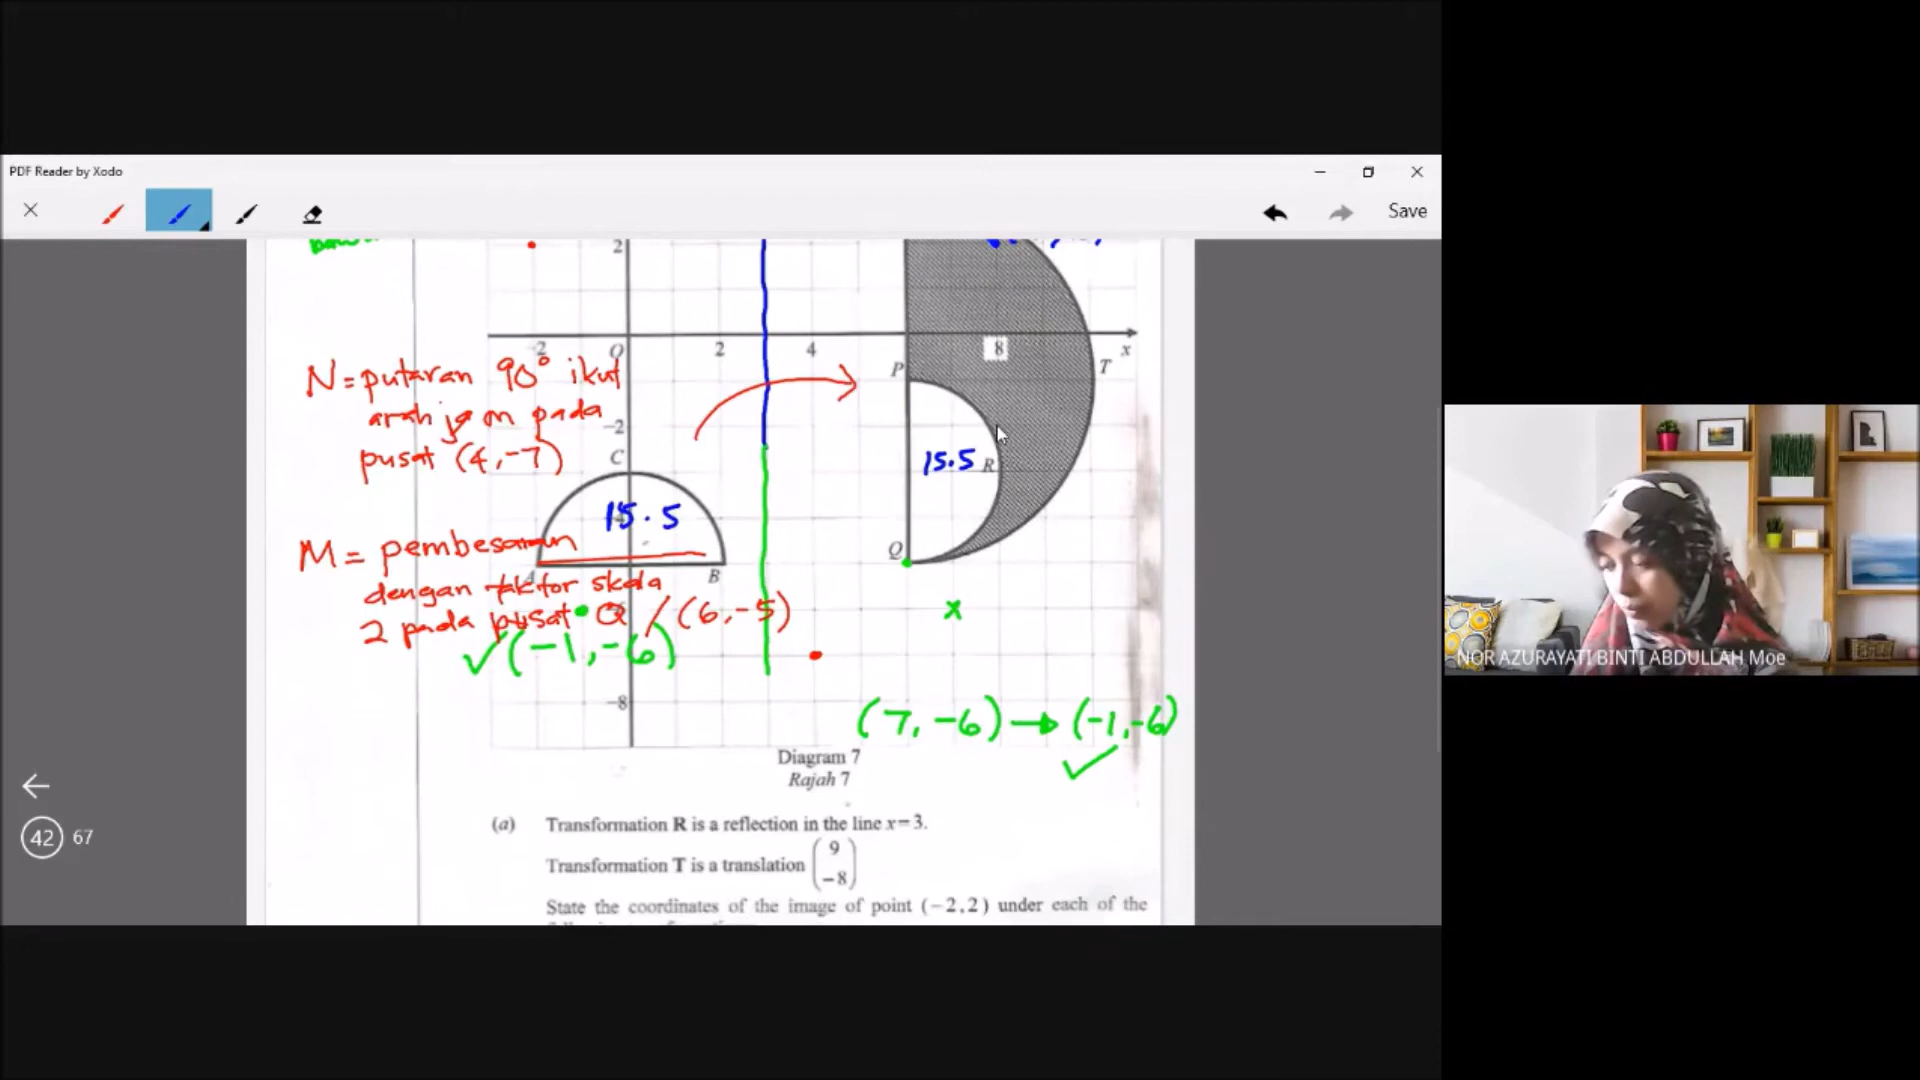 PDF Reader by Xodo
Save
2
-2 O 2 4 8 x
P T
N = putaran 90° ikut
arah jam pada
pusat (4,-7)
-2
C
15.5 R
15.5
Q
M = pembesaran
A B
dengan faktor skala
2 pada pusat Q / (6,-5)
x
✓(-1,-6)
-8
(7,-6) → (-1,-6)
✓
Diagram 7
Rajah 7
(a) Transformation R is a reflection in the line x=3.
Transformation T is a translation (9 -8)
State the coordinates of the image of point (-2,2) under each of the
42 67
NOR AZURAYATI BINTI ABDULLAH Moe